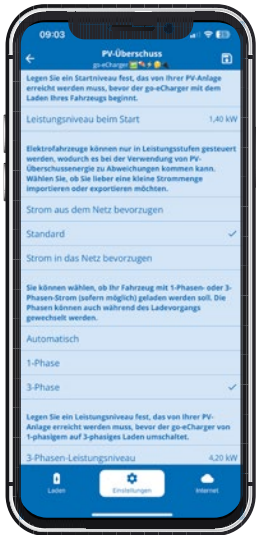 09:03
PV-Überschuss
go-eCharger
Legen Sie ein Startniveau fest, das von Ihrer PV-Anlage
erreicht werden muss, bevor der go-eCharger mit dem
Laden Ihres Fahrzeugs beginnt.
Leistungsniveau beim Start 1,40 kW
Elektrofahrzeuge können nur in Leistungsstufen gesteuert
werden, wodurch es bei der Verwendung von PV-
Überschussenergie zu Abweichungen kommen kann.
Wählen Sie, ob Sie lieber eine kleine Strommenge
importieren oder exportieren möchten.
Strom aus dem Netz bevorzugen
Standard
Strom in das Netz bevorzugen
Sie können wählen, ob Ihr Fahrzeug mit 1-Phasen- oder 3-
Phasen-Strom (sofern möglich) geladen werden soll. Die
Phasen können auch während des Ladevorgangs
gewechselt werden.
Automatisch
1-Phase
3-Phase
Legen Sie ein Leistungsniveau fest, das von Ihrer PV-
Anlage erreicht werden muss, bevor der go-eCharger von
1-phasigem auf 3-phasiges Laden umschaltet.
3-Phasen-Leistungsniveau 4,20 kW
Laden
Einstellungen
Internet